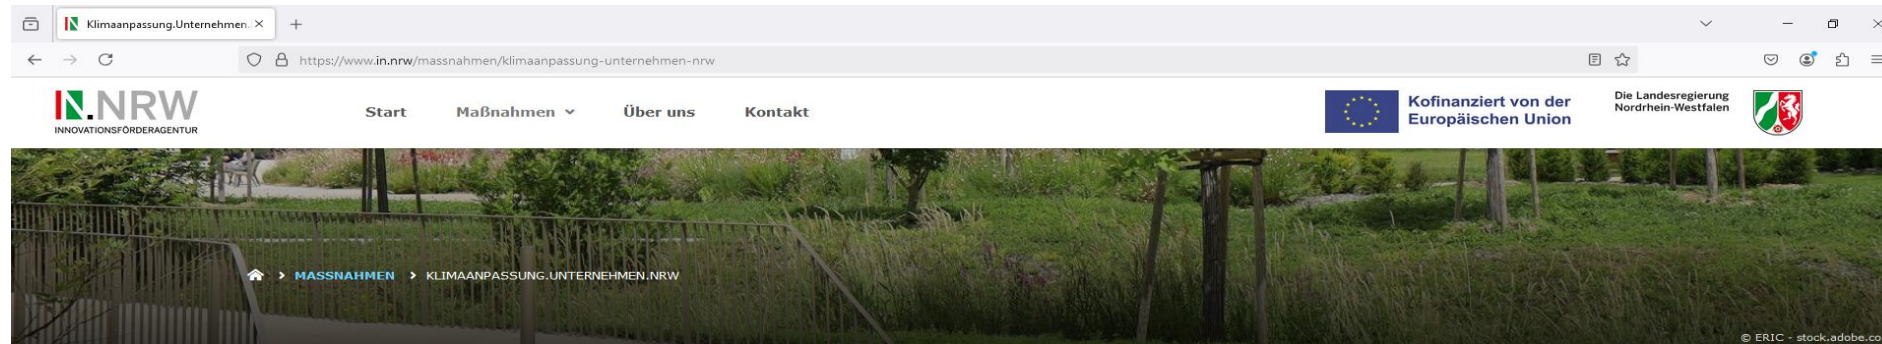 Klimaanpassung.Unternehmen.
https://www.in.nrw/massnahmen/klimaanpassung-unternehmen-nrw
IN.NRW
INNOVATIONSFÖRDERAGENTUR
Start Maßnahmen Über uns Kontakt
Kofinanziert von der
Europäischen Union
Die Landesregierung
Nordrhein-Westfalen
> MASSNAHMEN > KLIMAANPASSUNG.UNTERNEHMEN.NRW
© ERIC - stock.adobe.co